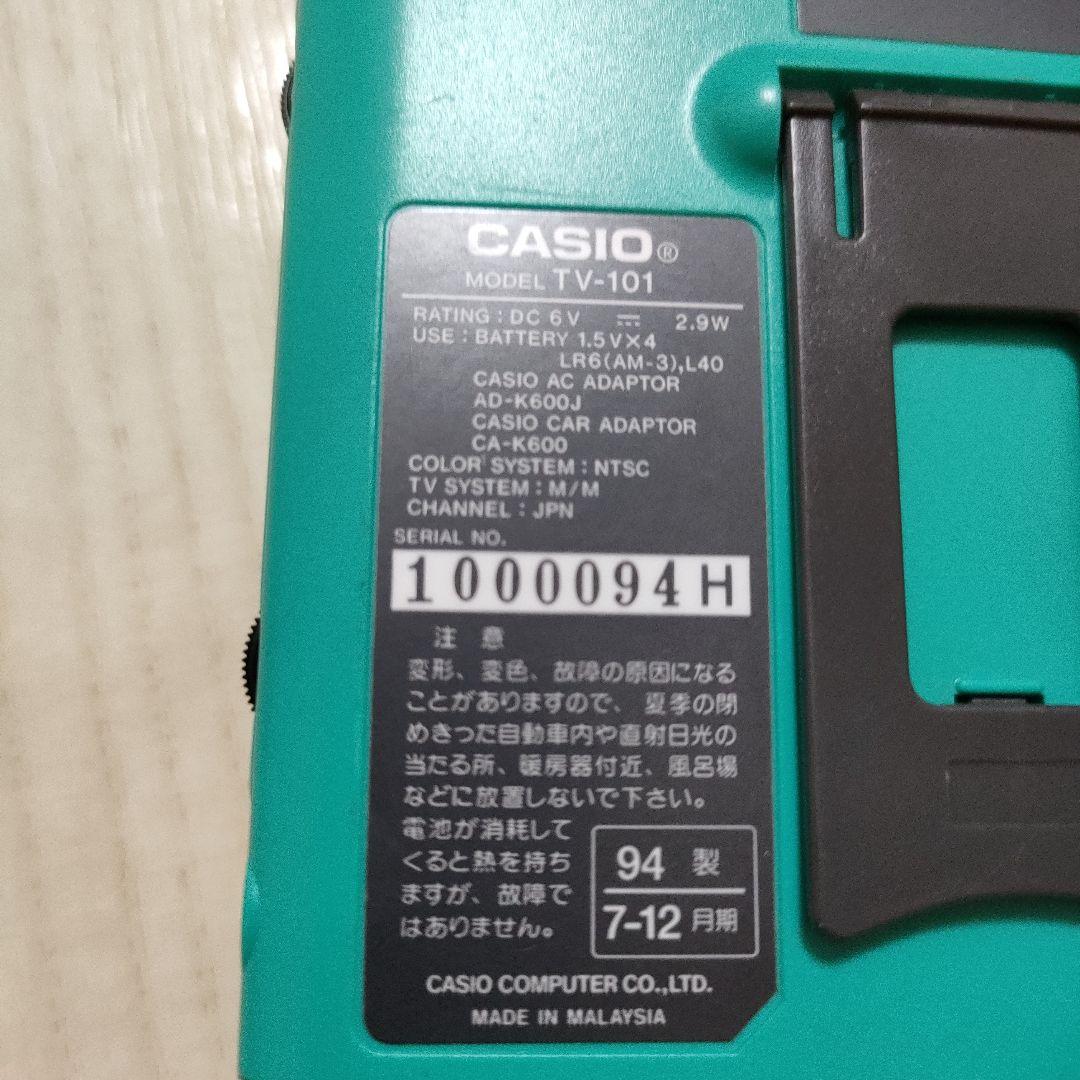 CASIO®
MODEL TV-101
RATING : DC 6V ⎓ 2.9W
USE : BATTERY 1.5V×4
LR6(AM-3),L40
CASIO AC ADAPTOR
AD-K600J
CASIO CAR ADAPTOR
CA-K600
COLOR SYSTEM : NTSC
TV SYSTEM : M/M
CHANNEL : JPN
SERIAL NO.
1000094H
注 意
変形、変色、故障の原因になる
ことがありますので、夏季の閉
めきった自動車内や直射日光の
当たる所、暖房器付近、風呂場
などに放置しないで下さい。
電池が消耗して
くると熱を持ち
ますが、故障で
はありません。
94 製
7-12 月期
CASIO COMPUTER CO.,LTD.
MADE IN MALAYSIA